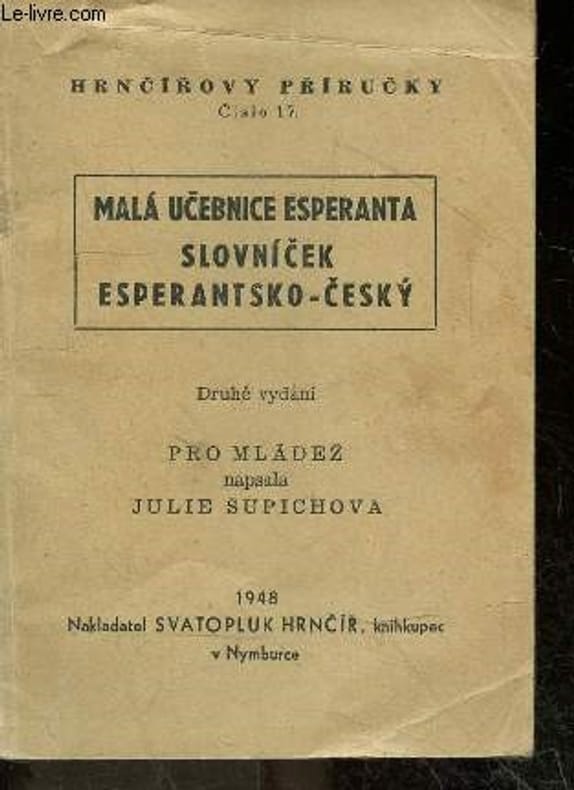 Le-livre.com
HRNČÍŘOVY PŘÍRUČKY
Číslo 17.
MALÁ UČEBNICE ESPERANTA
SLOVNÍČEK
ESPERANTSKO-ČESKÝ
Druhé vydání
PRO MLÁDEŽ
napsala
JULIE SUPICHOVA
1948
Nakladatel SVATOPLUK HRNČÍŘ, knihkupec
v Nymburce